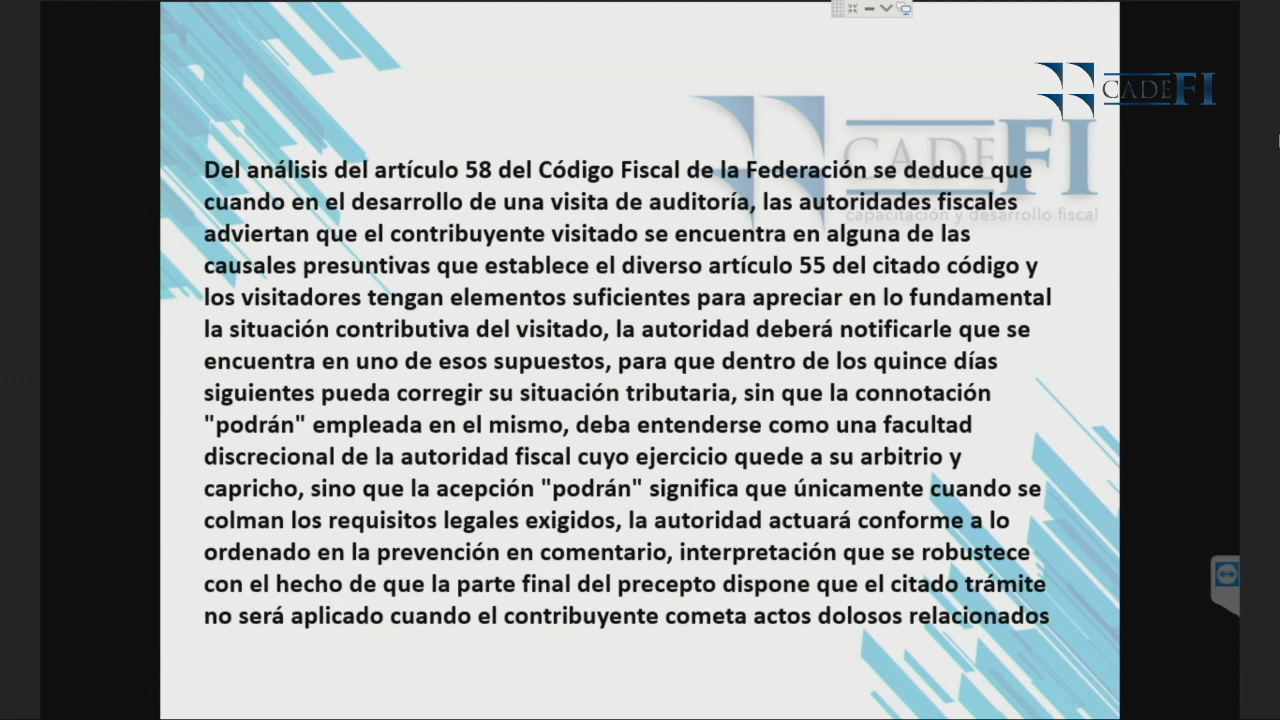 CADEFI
CADEFI
capacitación y desarrollo fiscal
Del análisis del artículo 58 del Código Fiscal de la Federación se deduce que
cuando en el desarrollo de una visita de auditoría, las autoridades fiscales
adviertan que el contribuyente visitado se encuentra en alguna de las
causales presuntivas que establece el diverso artículo 55 del citado código y
los visitadores tengan elementos suficientes para apreciar en lo fundamental
la situación contributiva del visitado, la autoridad deberá notificarle que se
encuentra en uno de esos supuestos, para que dentro de los quince días
siguientes pueda corregir su situación tributaria, sin que la connotación
"podrán" empleada en el mismo, deba entenderse como una facultad
discrecional de la autoridad fiscal cuyo ejercicio quede a su arbitrio y
capricho, sino que la acepción "podrán" significa que únicamente cuando se
colman los requisitos legales exigidos, la autoridad actuará conforme a lo
ordenado en la prevención en comentario, interpretación que se robustece
con el hecho de que la parte final del precepto dispone que el citado trámite
no será aplicado cuando el contribuyente cometa actos dolosos relacionados